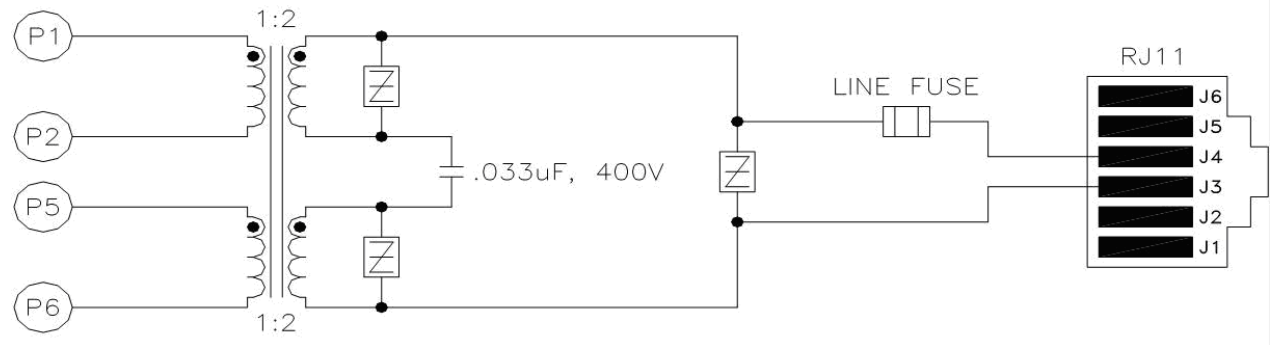 P1
1:2
P2
P5
P6
1:2
.033uF, 400V
LINE FUSE
RJ11
J6
J5
J4
J3
J2
J1